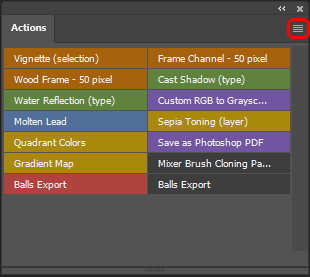 Actions
Vignette (selection)
Frame Channel - 50 pixel
Wood Frame - 50 pixel
Cast Shadow (type)
Water Reflection (type)
Custom RGB to Graysc...
Molten Lead
Sepia Toning (layer)
Quadrant Colors
Save as Photoshop PDF
Gradient Map
Mixer Brush Cloning Pa...
Balls Export
Balls Export